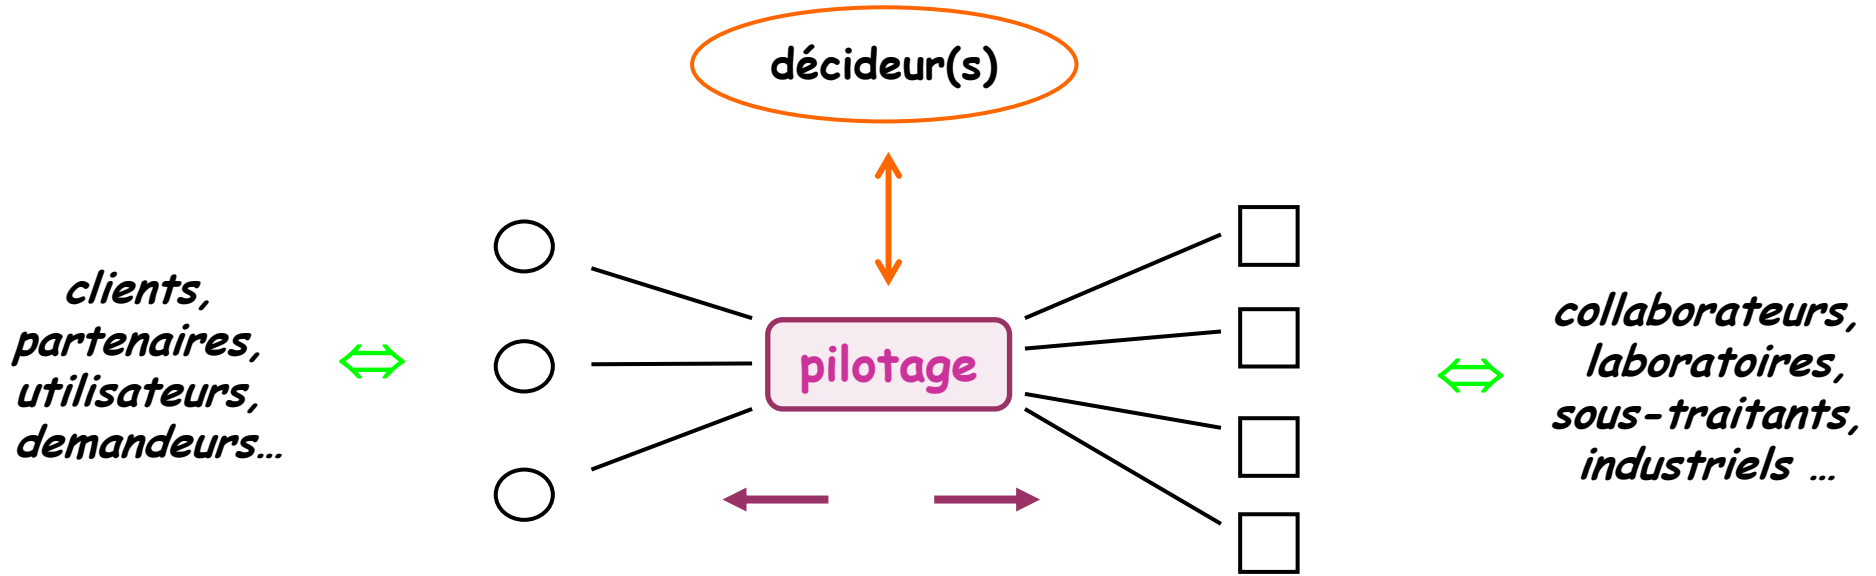 décideur(s)
clients,
partenaires,
utilisateurs,
demandeurs...
pilotage
collaborateurs,
laboratoires,
sous-traitants,
industriels ...